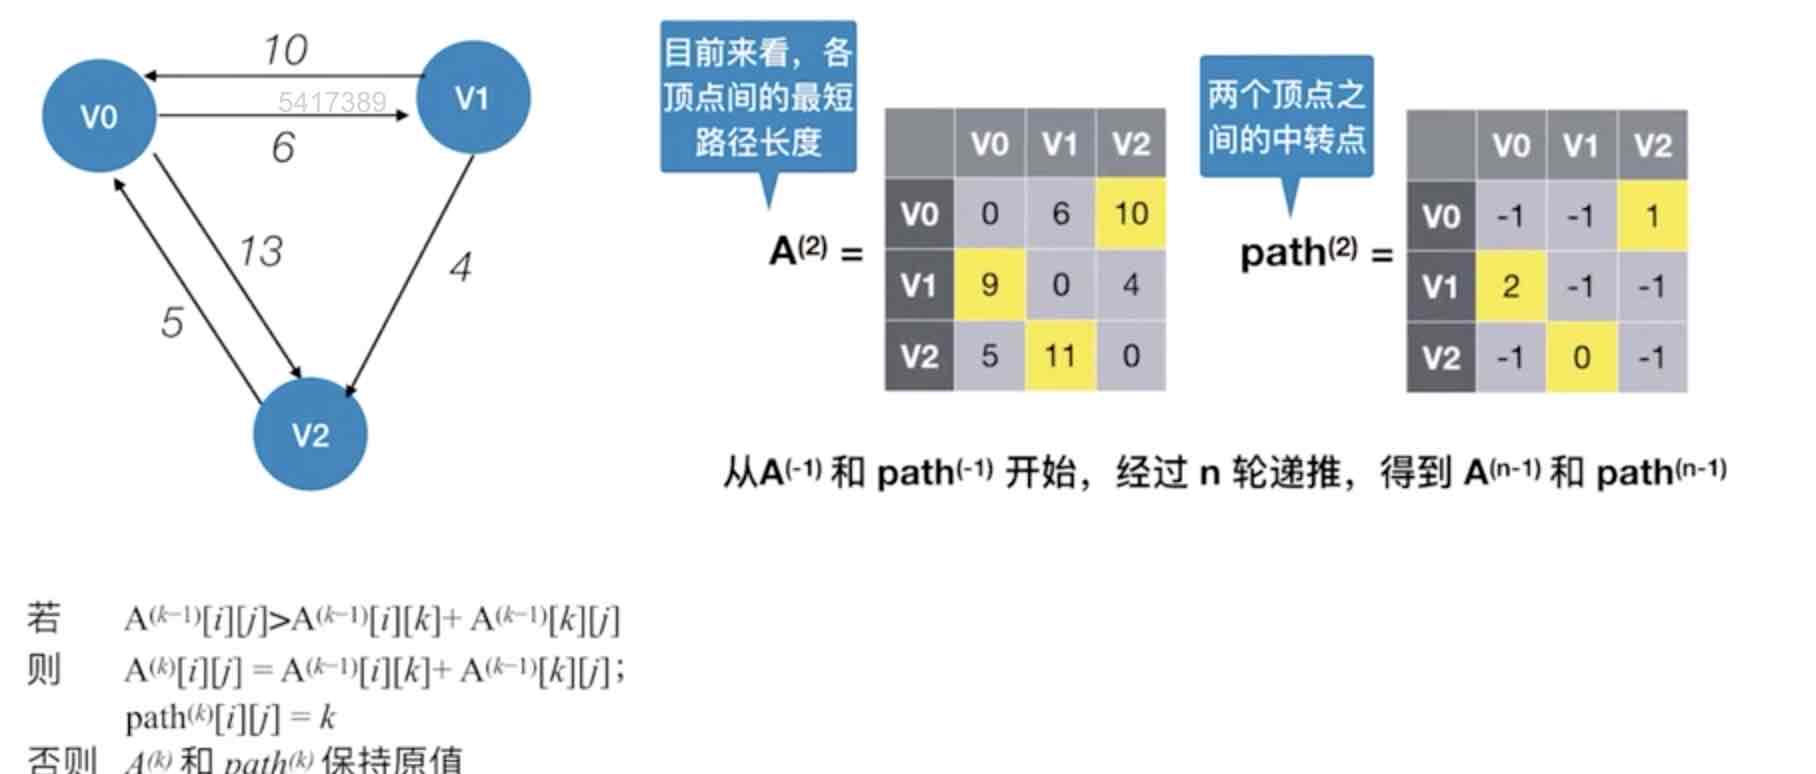 10
V0
V1
5417389
6
13
4
5
V2
目前来看，各
顶点间的最短
路径长度
A(2) =
V0 V1 V2
V0 0 6 10
V1 9 0 4
V2 5 11 0
两个顶点之
间的中转点
path(2) =
V0 V1 V2
V0 -1 -1 1
V1 2 -1 -1
V2 -1 0 -1
从A(-1) 和 path(-1) 开始，经过 n 轮递推，得到 A(n-1) 和 path(n-1)
若 A(k-1)[i][j]>A(k-1)[i][k]+ A(k-1)[k][j]
则 A(k)[i][j] = A(k-1)[i][k]+ A(k-1)[k][j];
path(k)[i][j] = k
否则 A(k) 和 path(k) 保持原值